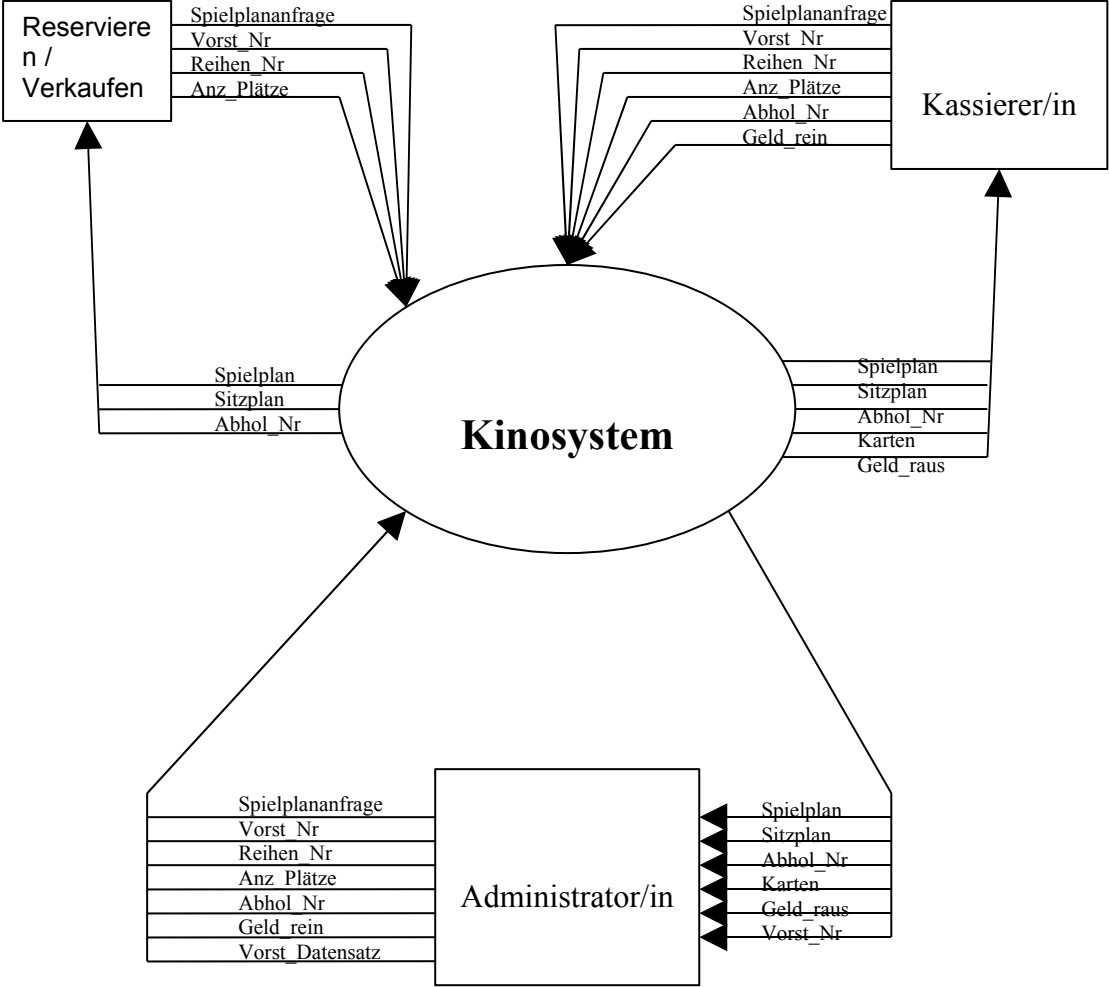 Reserviere
n /
Verkaufen
Spielplananfrage
Vorst_Nr
Reihen_Nr
Anz_Plätze
Spielplananfrage
Vorst_Nr
Reihen_Nr
Anz_Plätze
Abhol_Nr
Geld_rein
Kassierer/in
Spielplan
Sitzplan
Abhol_Nr
Kinosystem
Spielplan
Sitzplan
Abhol_Nr
Karten
Geld_raus
Spielplananfrage
Vorst_Nr
Reihen_Nr
Anz_Plätze
Abhol_Nr
Geld_rein
Vorst_Datensatz
Administrator/in
Spielplan
Sitzplan
Abhol_Nr
Karten
Geld_raus
Vorst_Nr